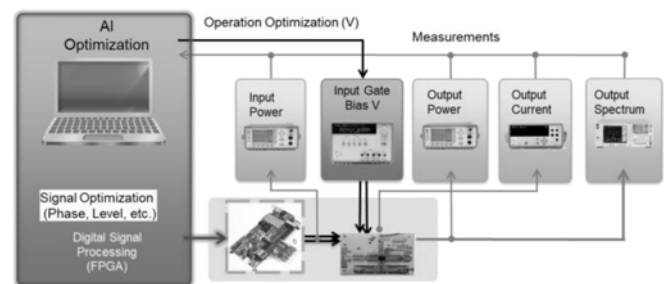 AI
Optimization
Operation Optimization (V)
Measurements
Input
Power
Input Gate
Bias V
Output
Power
Output
Current
Output
Spectrum
Signal Optimization
(Phase, Level, etc.)
Digital Signal
Processing
(FPGA)